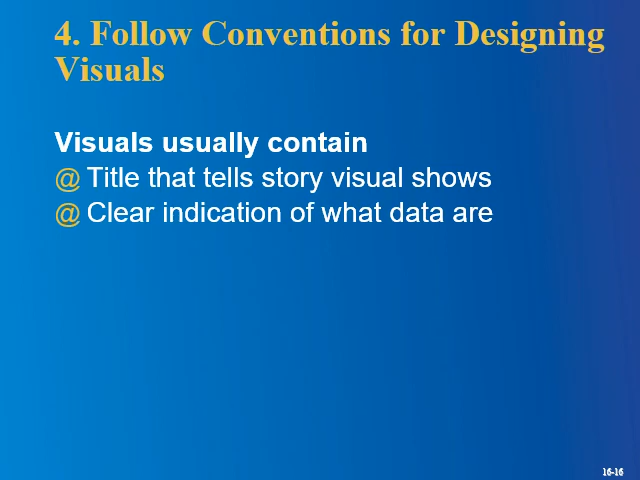 4. Follow Conventions for Designing
Visuals
Visuals usually contain
@ Title that tells story visual shows
@ Clear indication of what data are
16-16